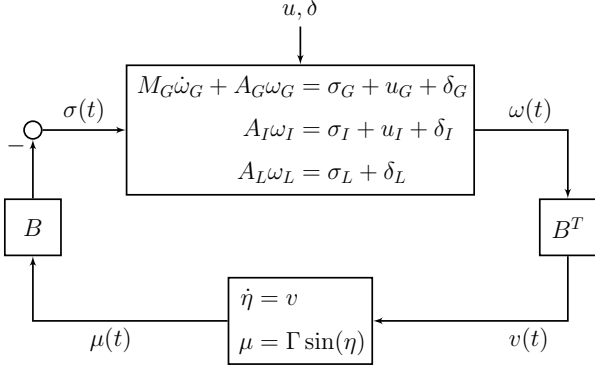 u, δ
M_G ω̇_G + A_G ω_G = σ_G + u_G + δ_G
A_I ω_I = σ_I + u_I + δ_I
A_L ω_L = σ_L + δ_L
σ(t)
ω(t)
−
B
B^T
η̇ = v
μ = Γ sin(η)
μ(t)
v(t)